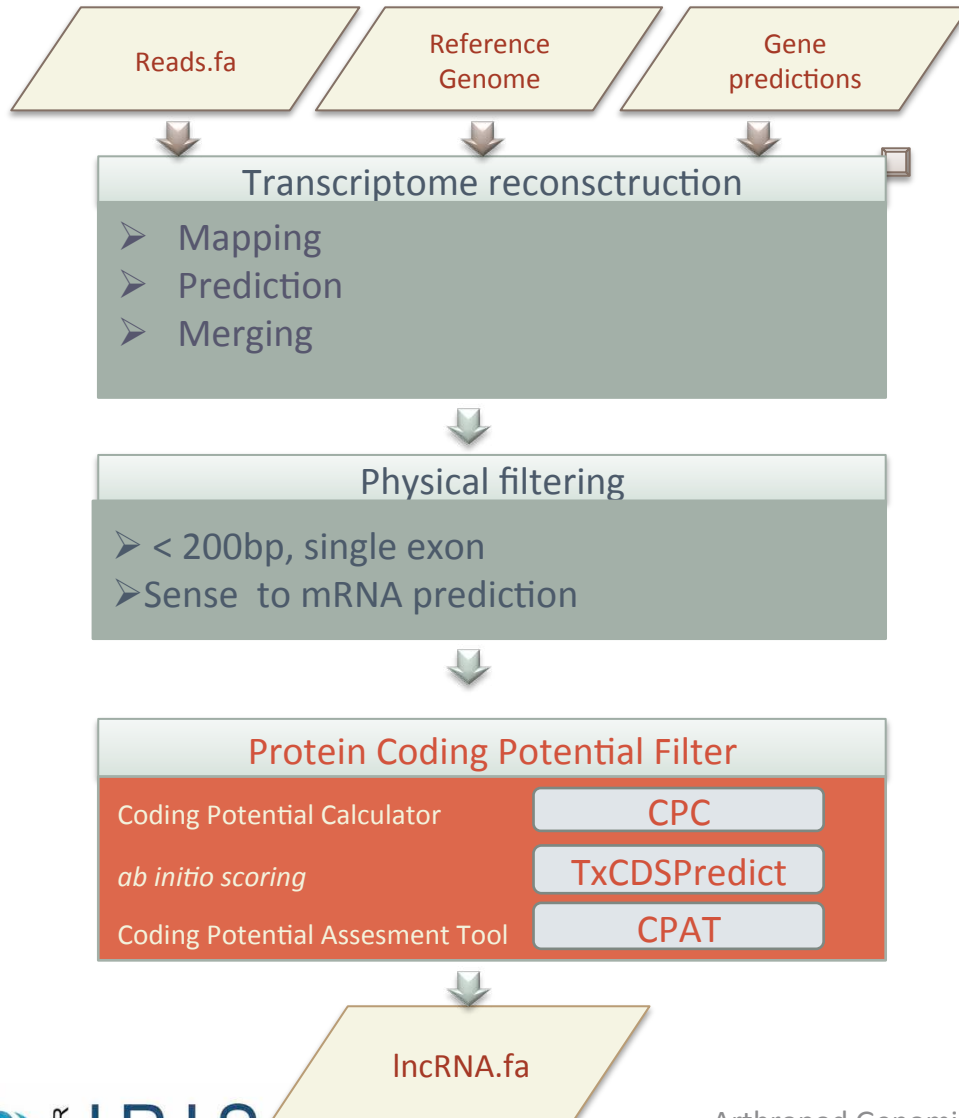 Reads.fa
Reference
Genome
Gene
predictions
Transcriptome reconsctruction
➢ Mapping
➢ Prediction
➢ Merging
Physical filtering
➢ < 200bp, single exon
➢Sense to mRNA prediction
Protein Coding Potential Filter
Coding Potential Calculator CPC
ab initio scoring TxCDSPredict
Coding Potential Assesment Tool CPAT
lncRNA.fa